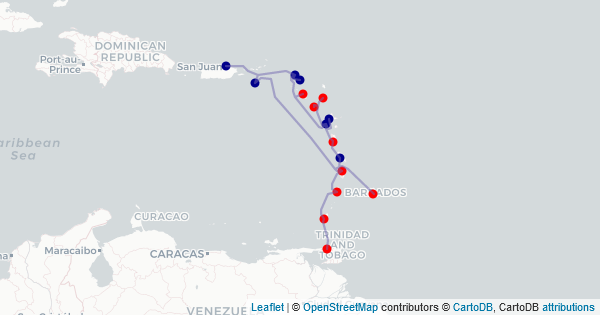 DOMINICAN
REPUBLIC
Port-au-
Prince
San Juan
aribbean
Sea
BARBADOS
CURACAO
TRINIDAD
AND
TOBAGO
Maracaibo
CARACAS
VENEZUE
Leaflet | © OpenStreetMap contributors © CartoDB, CartoDB attributions